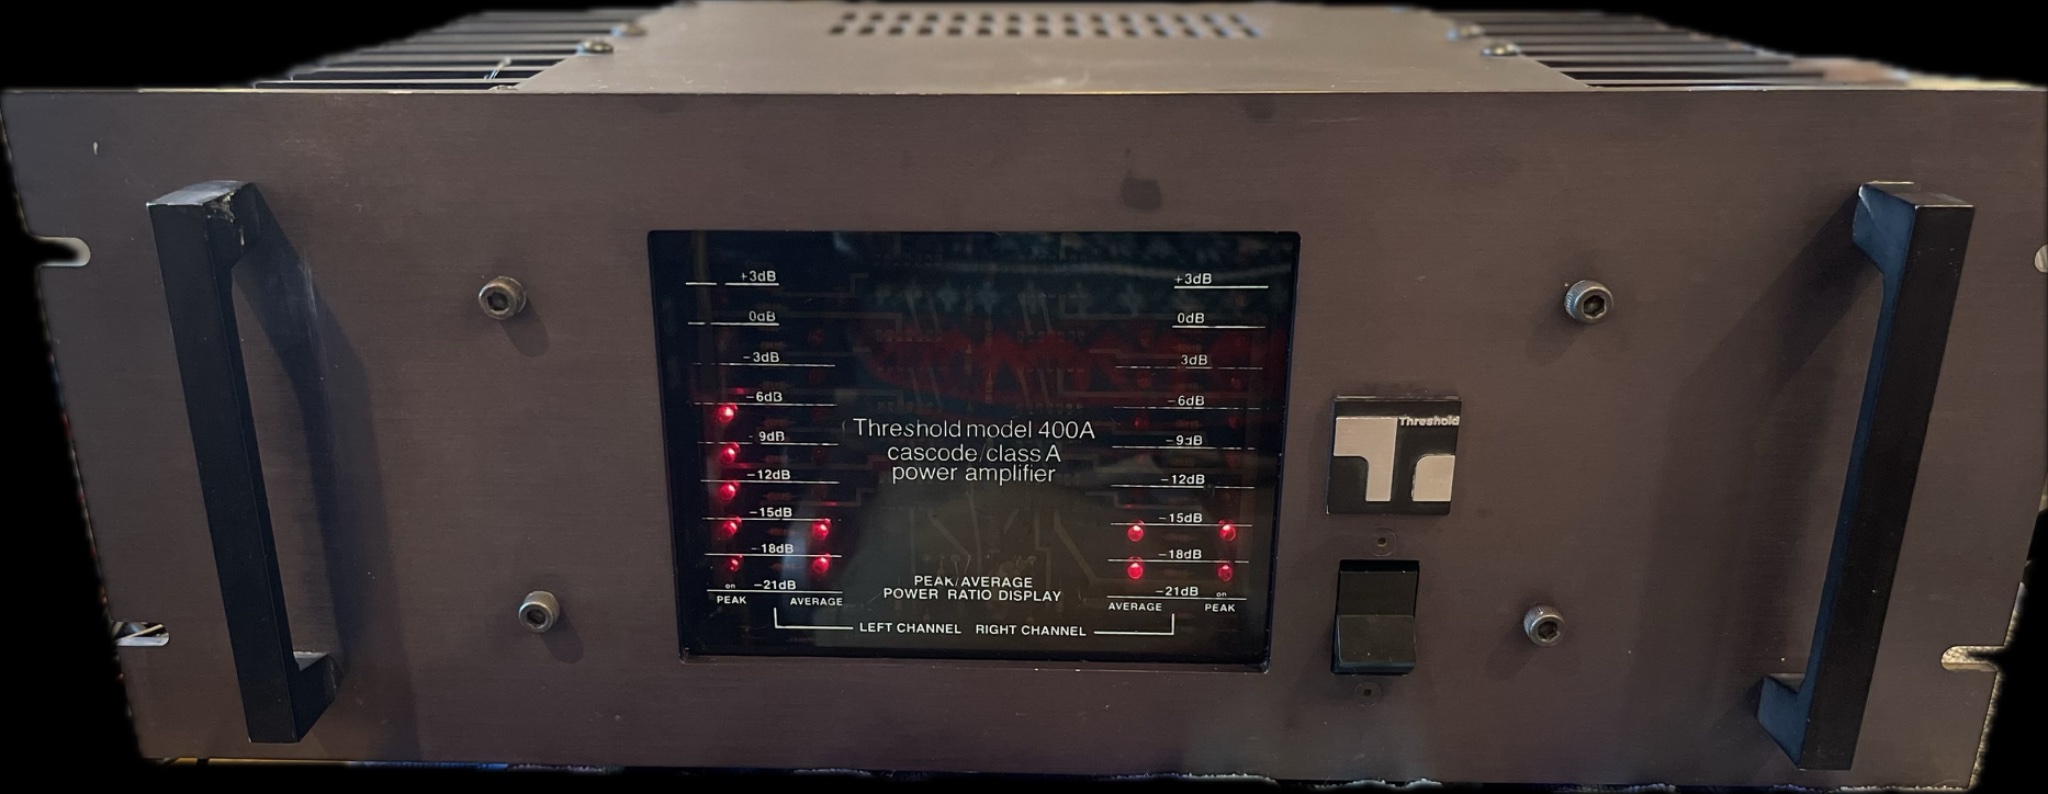 +3dB +3dB
0dB 0dB
-3dB 3dB
-6dB -6dB
-9dB -9dB
Threshold model 400A
cascode/class A
power amplifier
Threshold
-12dB -12dB
-15dB -15dB
-18dB -18dB
on -21dB -21dB on
PEAK AVERAGE AVERAGE PEAK
PEAK/AVERAGE
POWER RATIO DISPLAY
LEFT CHANNEL RIGHT CHANNEL